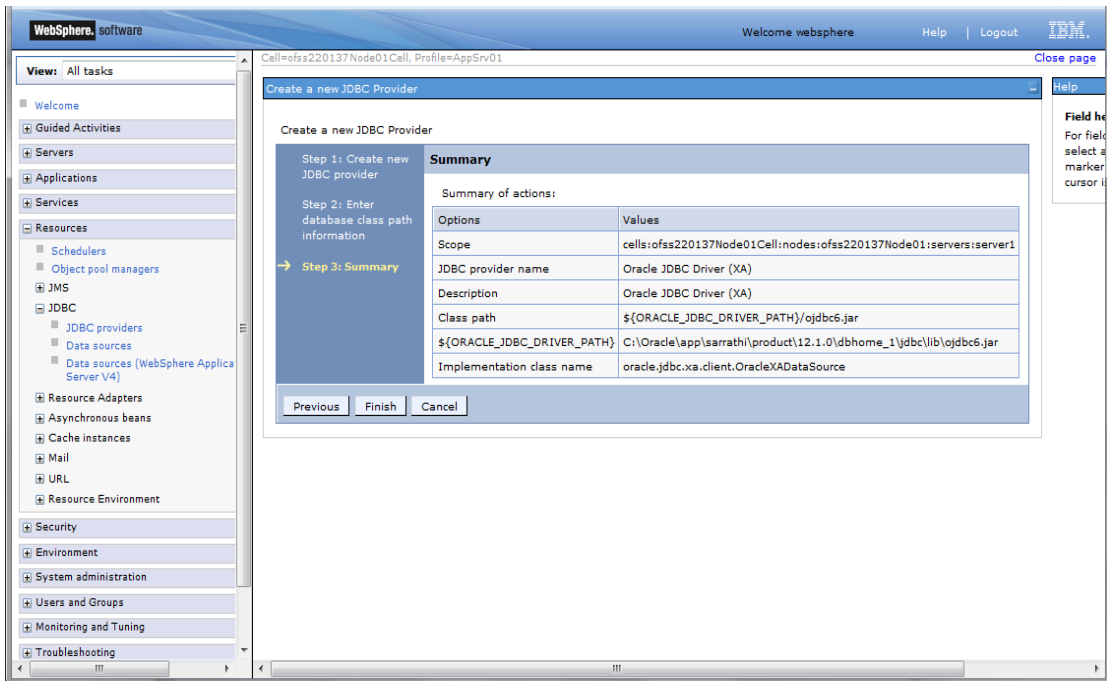 WebSphere. software
Welcome websphere
Help | Logout
IBM.
View: All tasks
Welcome
Guided Activities
Servers
Applications
Services
Resources
Schedulers
Object pool managers
JMS
JDBC
JDBC providers
Data sources
Data sources (WebSphere Applica
Server V4)
Resource Adapters
Asynchronous beans
Cache instances
Mail
URL
Resource Environment
Security
Environment
System administration
Users and Groups
Monitoring and Tuning
Troubleshooting
Cell=ofss220137Node01Cell, Profile=AppSrv01
Close page
Create a new JDBC Provider
Create a new JDBC Provider
Step 1: Create new
JDBC provider
Step 2: Enter
database class path
information
Step 3: Summary
Summary
Summary of actions:
Options Values
Scope cells:ofss220137Node01Cell:nodes:ofss220137Node01:servers:server1
JDBC provider name Oracle JDBC Driver (XA)
Description Oracle JDBC Driver (XA)
Class path ${ORACLE_JDBC_DRIVER_PATH}/ojdbc6.jar
${ORACLE_JDBC_DRIVER_PATH} C:\Oracle\app\sarrathi\product\12.1.0\dbhome_1\jdbc\lib\ojdbc6.jar
Implementation class name oracle.jdbc.xa.client.OracleXADataSource
Previous Finish Cancel
Help
Field he
For field
select a
marker
cursor i